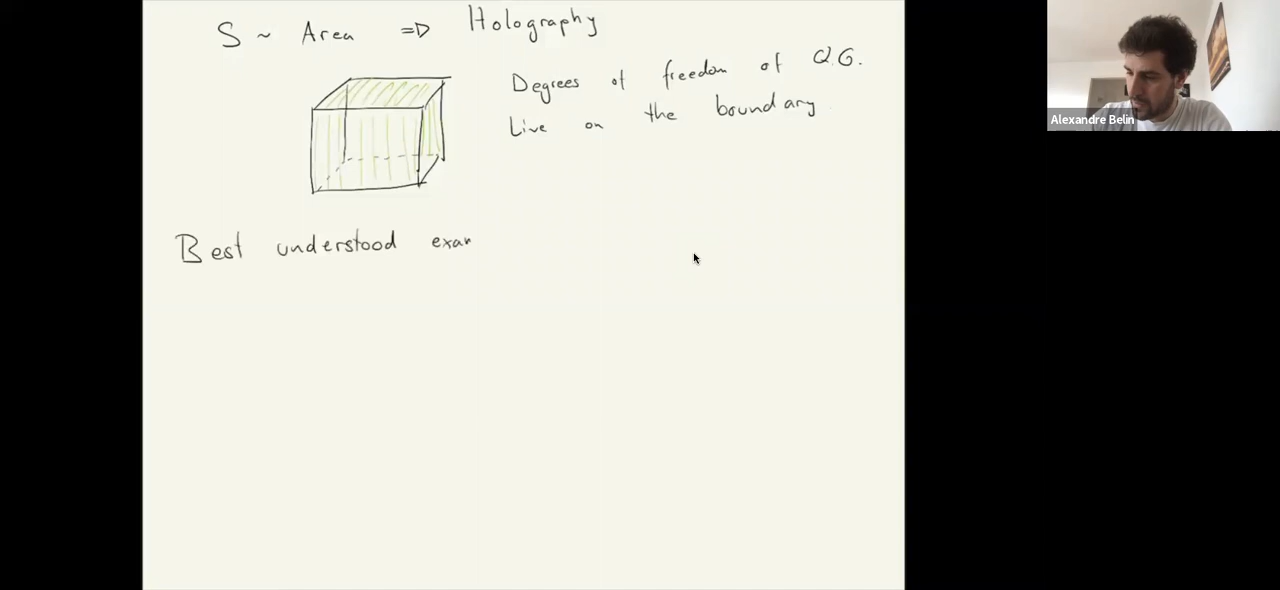 S ~ Area ⇒ Holography
Degrees of freedom of Q.G.
Live on the boundary.
Best understood exam
Alexandre Belin